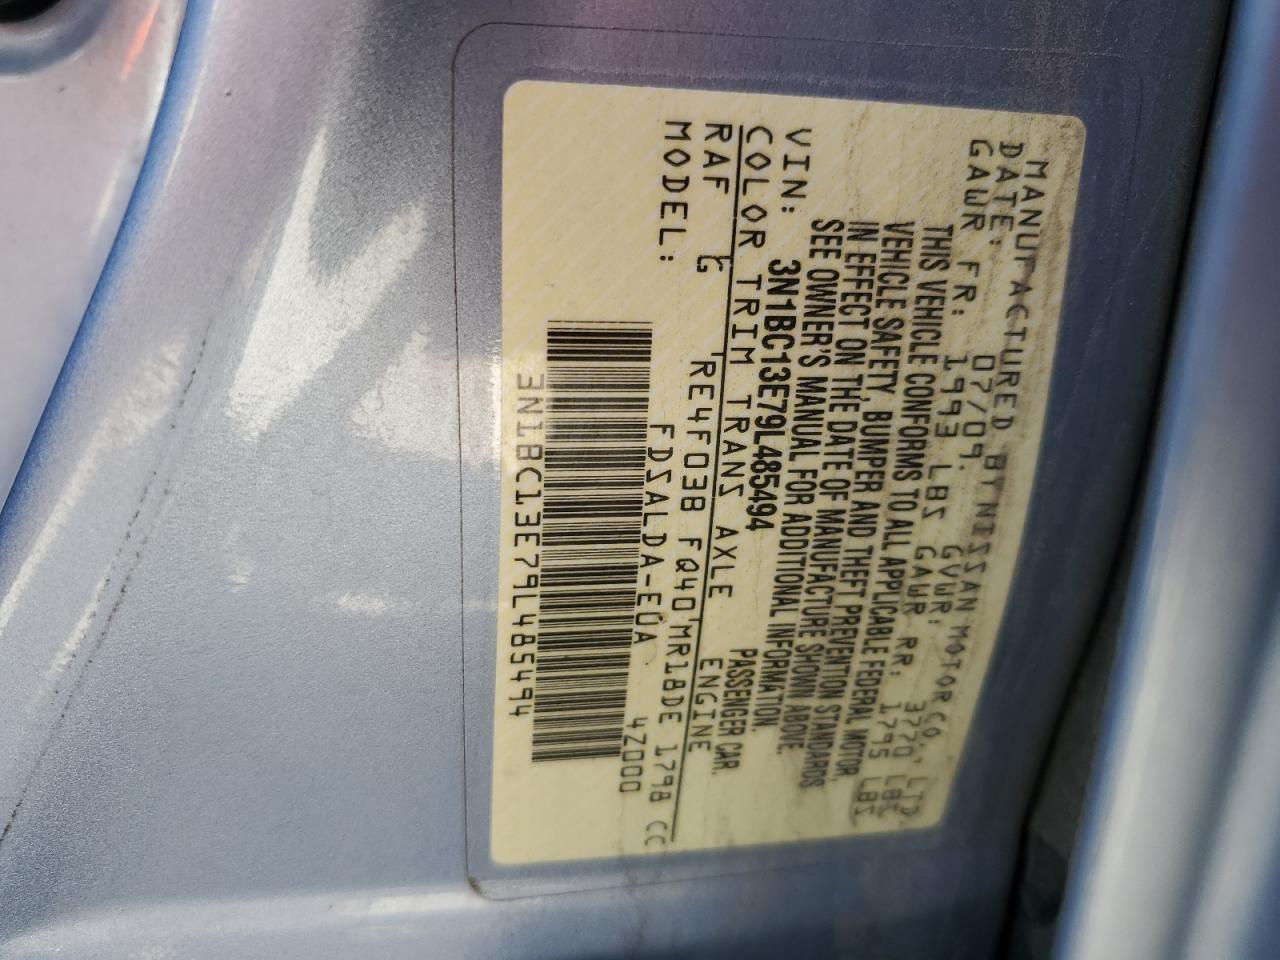 MANUFACTURED BY NISSAN MOTOR CO., LTD.
DATE: 07/09. GVWR: 3770 LBS
GAWR FR: 1993 LBS GAWR RR: 1795 LBS
THIS VEHICLE CONFORMS TO ALL APPLICABLE FEDERAL MOTOR
VEHICLE SAFETY, BUMPER AND THEFT PREVENTION STANDARDS
IN EFFECT ON THE DATE OF MANUFACTURE SHOWN ABOVE.
SEE OWNER'S MANUAL FOR ADDITIONAL INFORMATION.
VIN: 3N1BC13E79L485494 PASSENGER CAR.
COLOR TRIM TRANS AXLE ENGINE
RAF G RE4F03B FQ40 MR18DE 1798 CC
MODEL: FDSALDA-EUA 4Z000
3N1BC13E79L485494